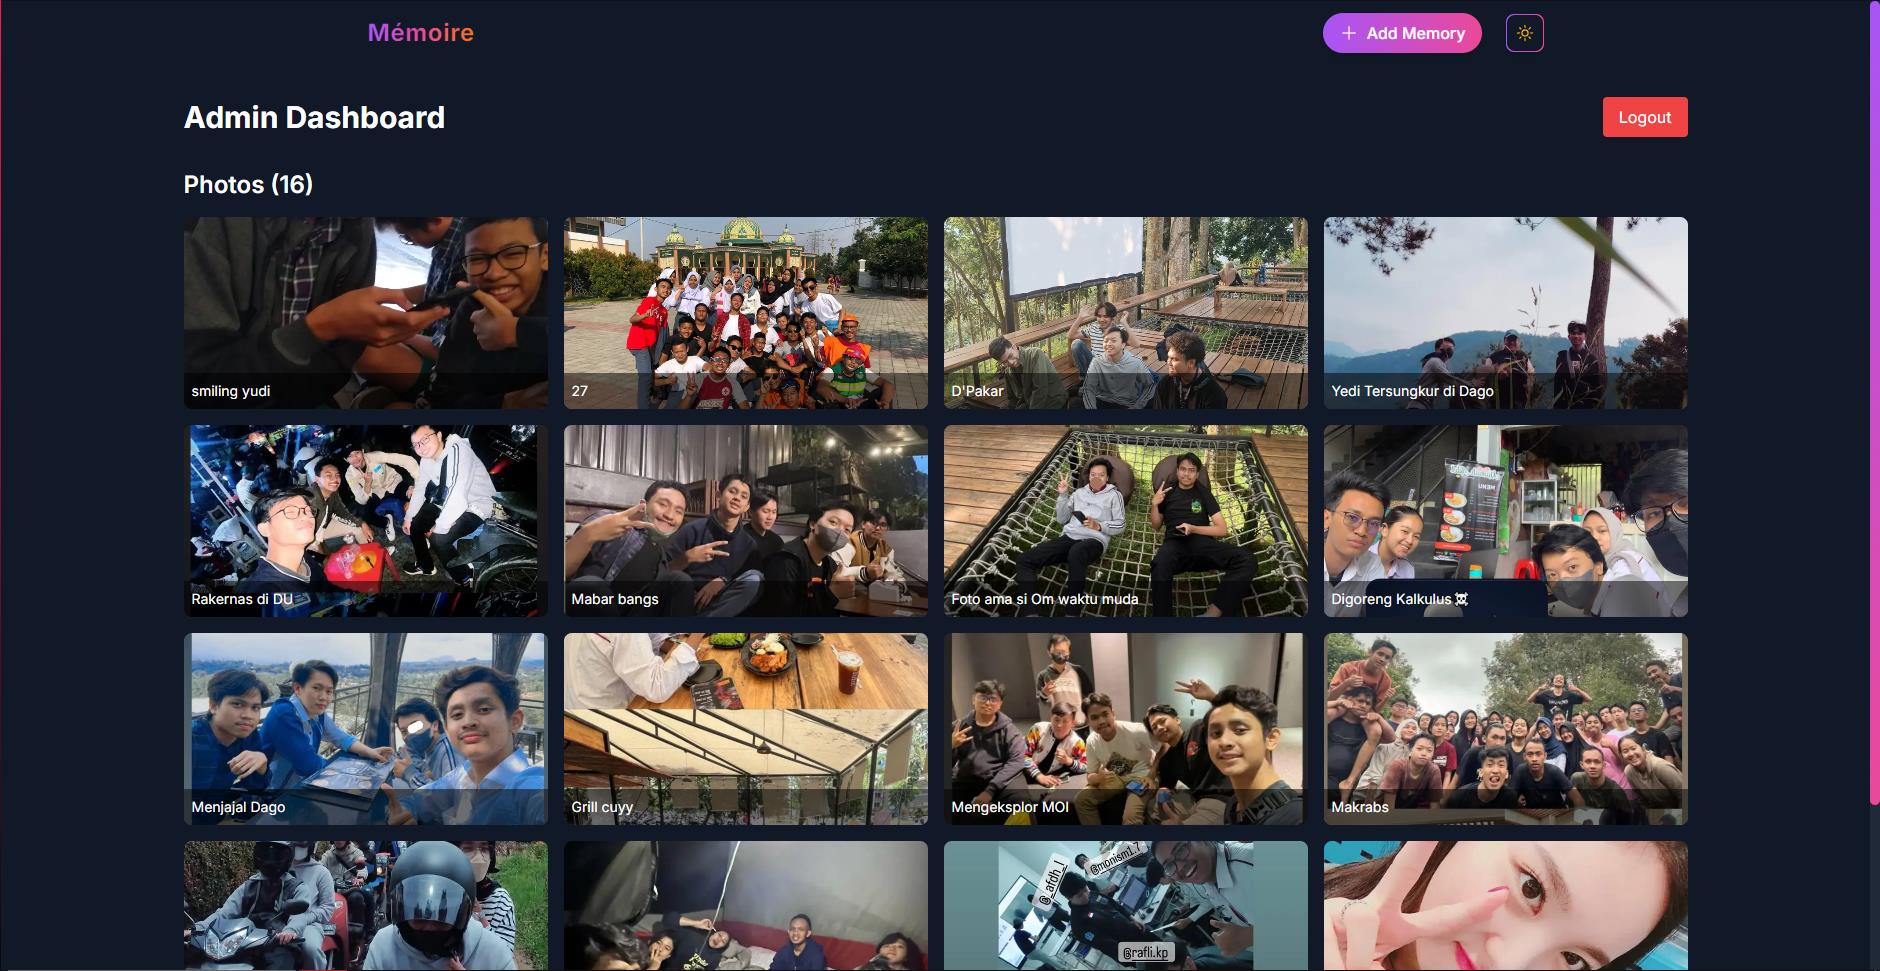 Mémoire
Add Memory
Admin Dashboard
Logout
Photos (16)
smiling yudi
27
D'Pakar
Yedi Tersungkur di Dago
Rakernas di DU
Mabar bangs
Foto ama si Om waktu muda
Digoreng Kalkulus ☠
Menjajal Dago
Grill cuyy
Mengeksplor MOI
Makrabs
@_afdh_l
@monism1.7
@rafli.kp